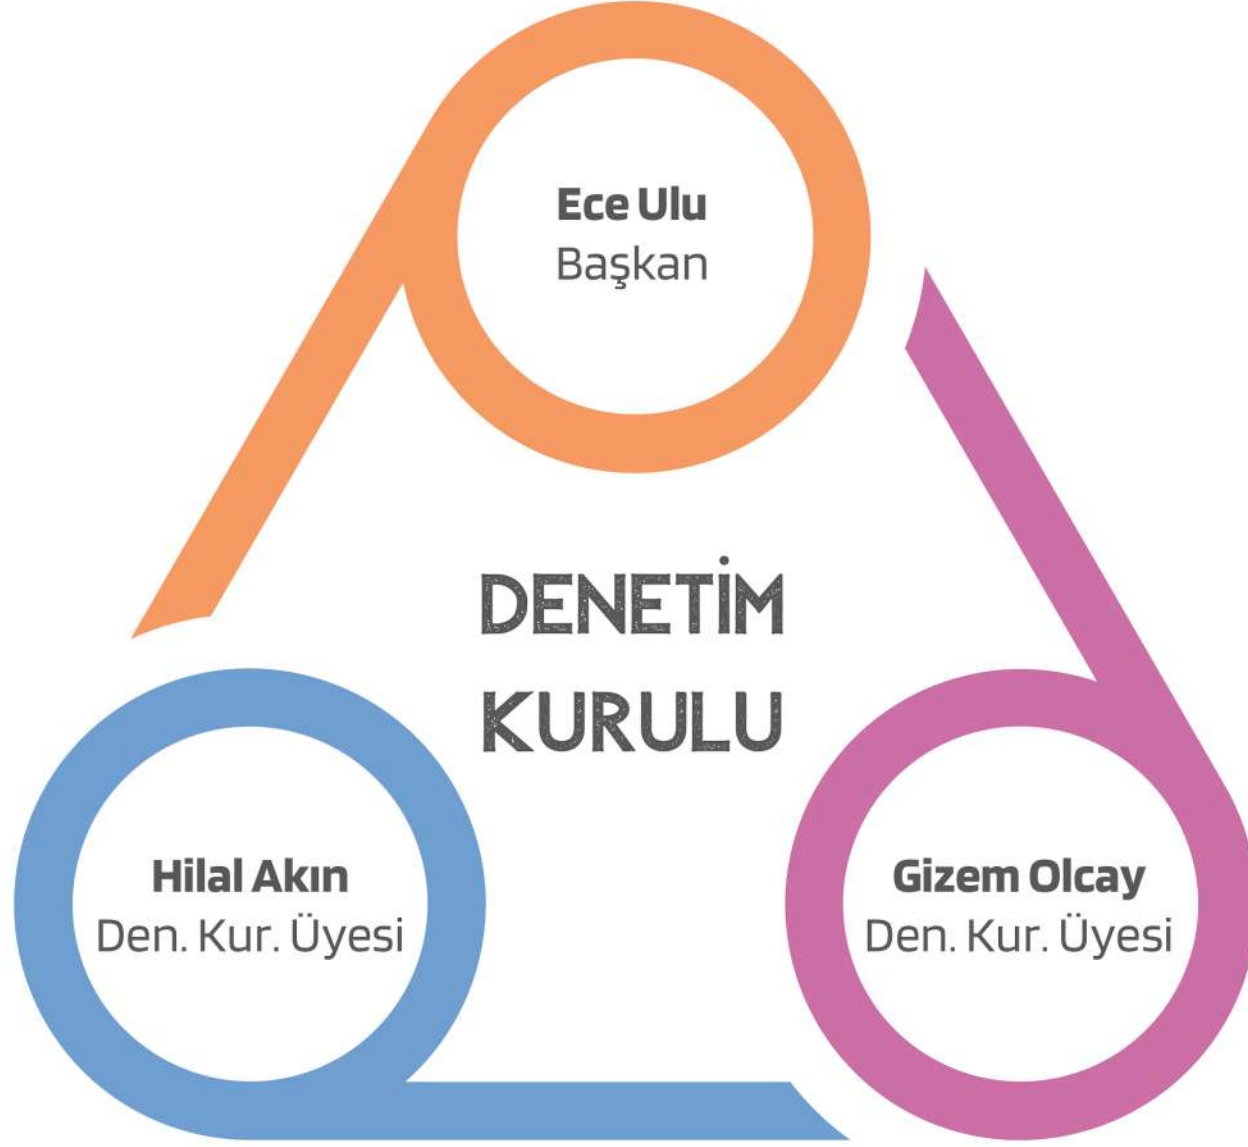 Ece Ulu
Başkan
DENETİM
KURULU
Hilal Akın
Den. Kur. Üyesi
Gizem Olcay
Den. Kur. Üyesi